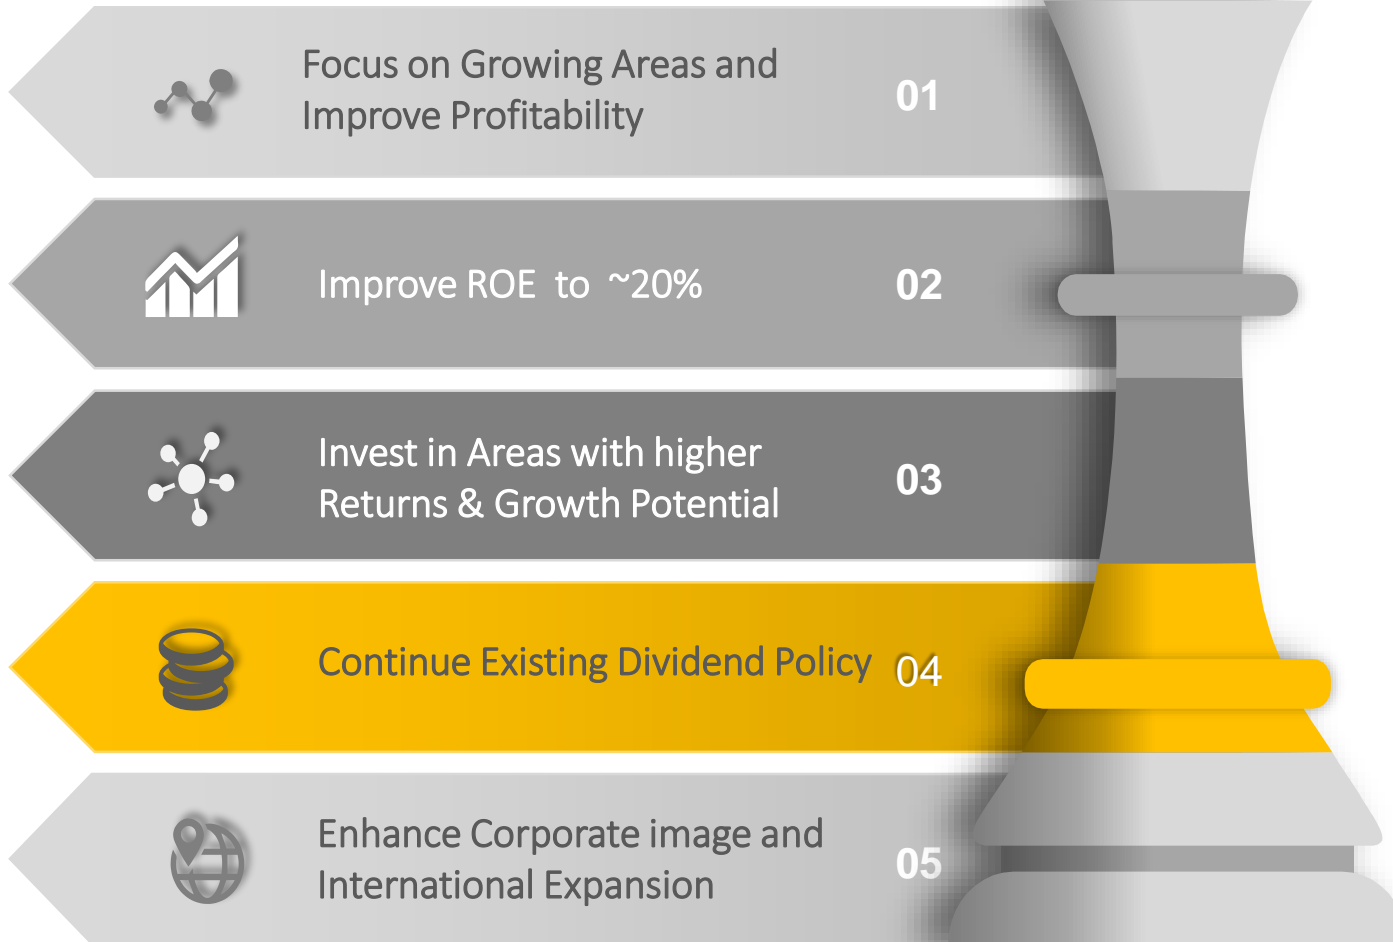 Focus on Growing Areas and
Improve Profitability
01
Improve ROE to ~20%
02
Invest in Areas with higher
Returns & Growth Potential
03
Continue Existing Dividend Policy
04
Enhance Corporate image and
International Expansion
05